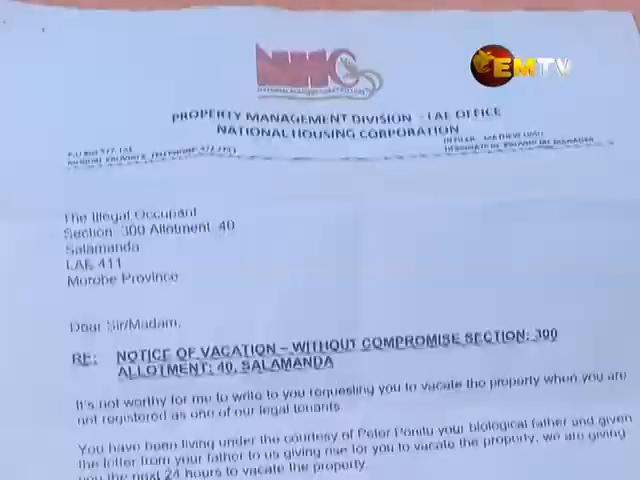 NHC
EMTV
PROPERTY MANAGEMENT DIVISION - LAE OFFICE
NATIONAL HOUSING CORPORATION
The Illegal Occupant
Section 300 Allotment 40
Salamanda
LAE 411
Morobe Province
Dear Sir/Madam,
RE: NOTICE OF VACATION – WITHOUT COMPROMISE SECTION: 300
ALLOTMENT: 40, SALAMANDA
It's not worthy for me to write to you requesting you to vacate the property when you are
not registered as one of our legal tenants.
You have been living under the courtesy of Peter your biological father and given
the letter from your father to us giving rise for you to vacate the property, we are giving
you the next 24 hours to vacate the property.